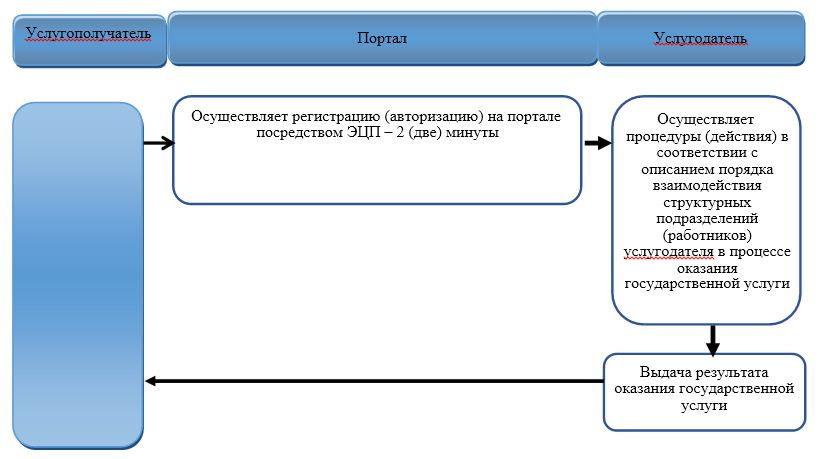 Услугополучатель
Портал
Услугодатель
Осуществляет регистрацию (авторизацию) на портале
посредством ЭЦП – 2 (две) минуты
Осуществляет
процедуры (действия) в
соответствии с
описанием порядка
взаимодействия
структурных
подразделений
(работников)
услугодателя в процессе
оказания
государственной услуги
Выдача результата
оказания государственной
услуги